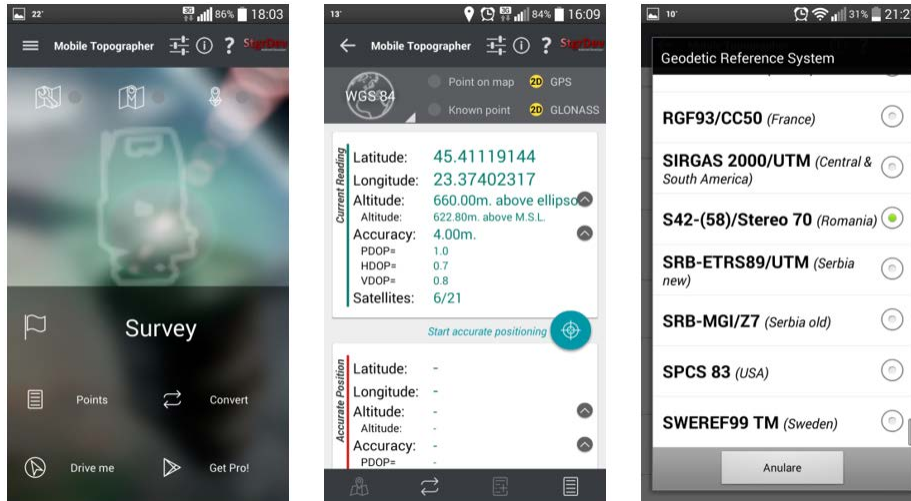 22°
3G 86% 18:03
Mobile Topographer ?
Survey
Points
Convert
Drive me
Get Pro!
13°
3G 84% 16:09
Mobile Topographer ?
WGS 84
Point on map 2D GPS
Known point 2D GLONASS
Current Reading
Latitude: 45.41119144
Longitude: 23.37402317
Altitude: 660.00m. above ellipso
Altitude: 622.80m. above M.S.L.
Accuracy: 4.00m.
PDOP= 1.0
HDOP= 0.7
VDOP= 0.8
Satellites: 6/21
Start accurate positioning
Accurate Position
Latitude: -
Longitude: -
Altitude: -
Altitude: -
Accuracy: -
PDOP= -
10°
31% 21:2
Geodetic Reference System
RGF93/CC50 (France)
SIRGAS 2000/UTM (Central &
South America)
S42-(58)/Stereo 70 (Romania)
SRB-ETRS89/UTM (Serbia
new)
SRB-MGI/Z7 (Serbia old)
SPCS 83 (USA)
SWEREF99 TM (Sweden)
Anulare